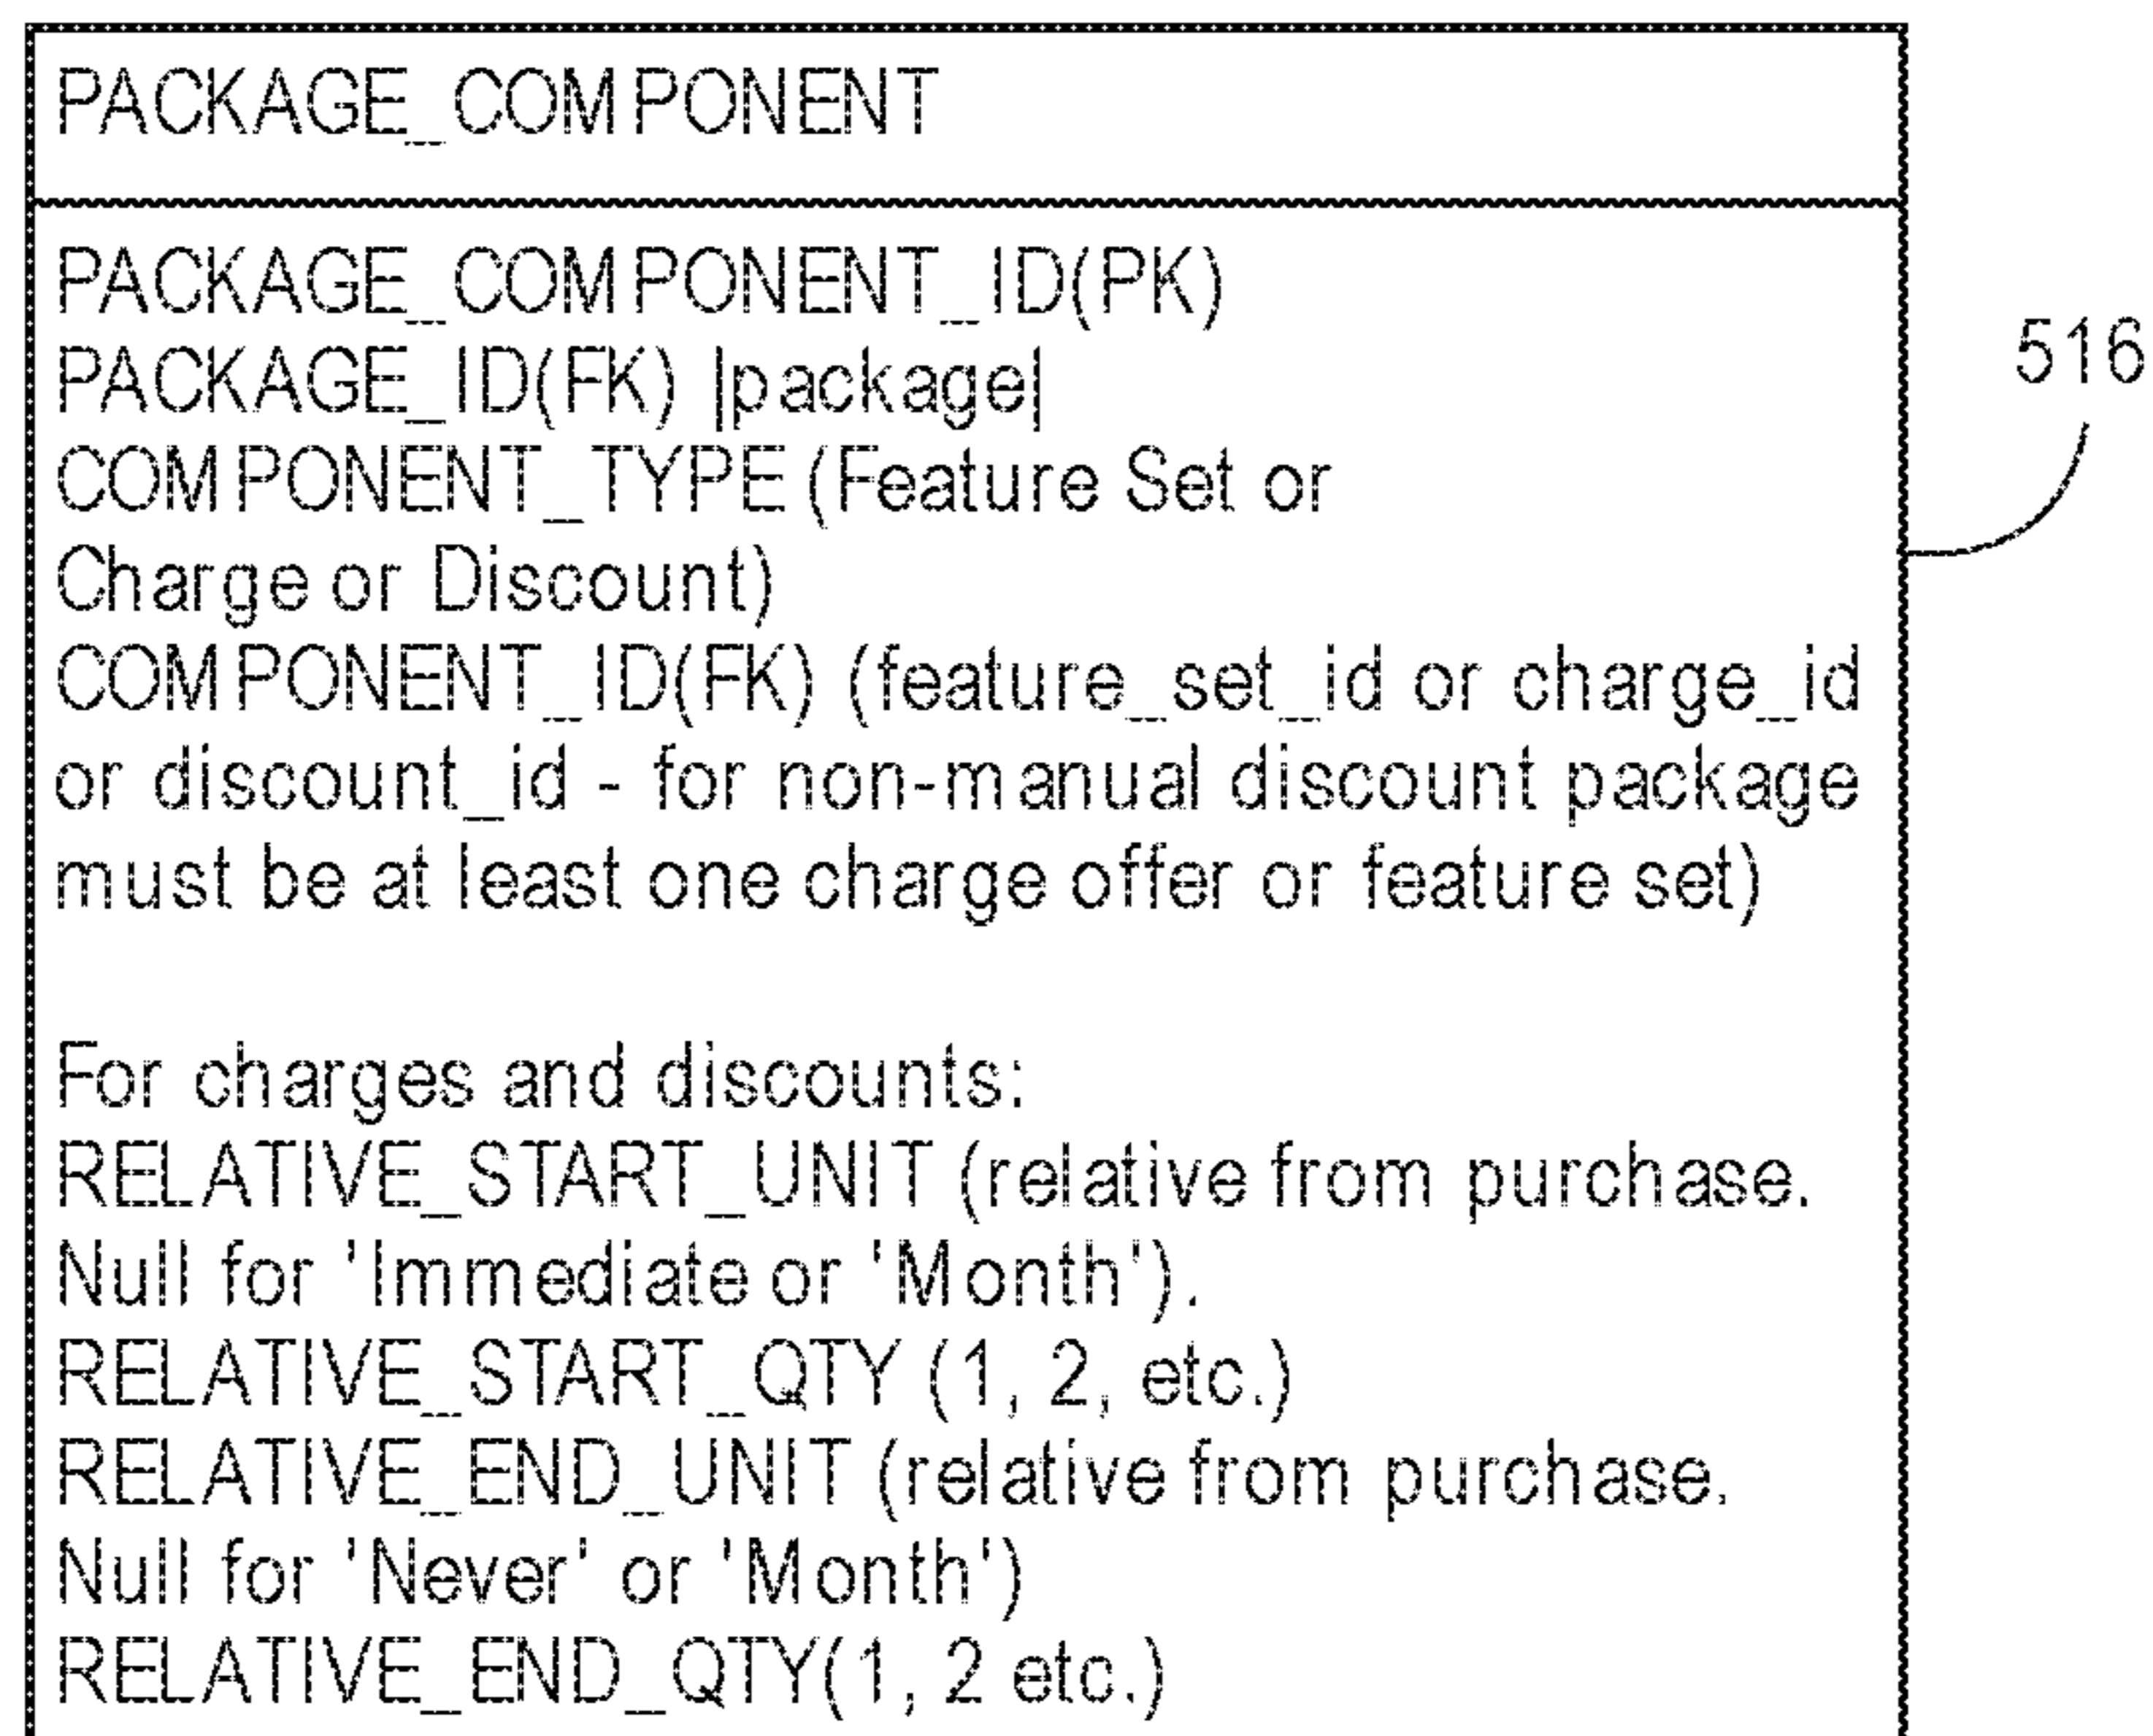 PACKAGE_COMPONENT
PACKAGE_COMPONENT_ID(PK)
PACKAGE_ID(FK) |package|
COMPONENT_TYPE (Feature Set or
Charge or Discount)
COMPONENT_ID(FK) (feature_set_id or charge_id
or discount_id - for non-manual discount package
must be at least one charge offer or feature set)
For charges and discounts:
RELATIVE_START_UNIT (relative from purchase.
Null for 'Immediate or 'Month').
RELATIVE_START_QTY (1, 2, etc.)
RELATIVE_END_UNIT (relative from purchase.
Null for 'Never' or 'Month')
RELATIVE_END_QTY(1, 2 etc.)
516